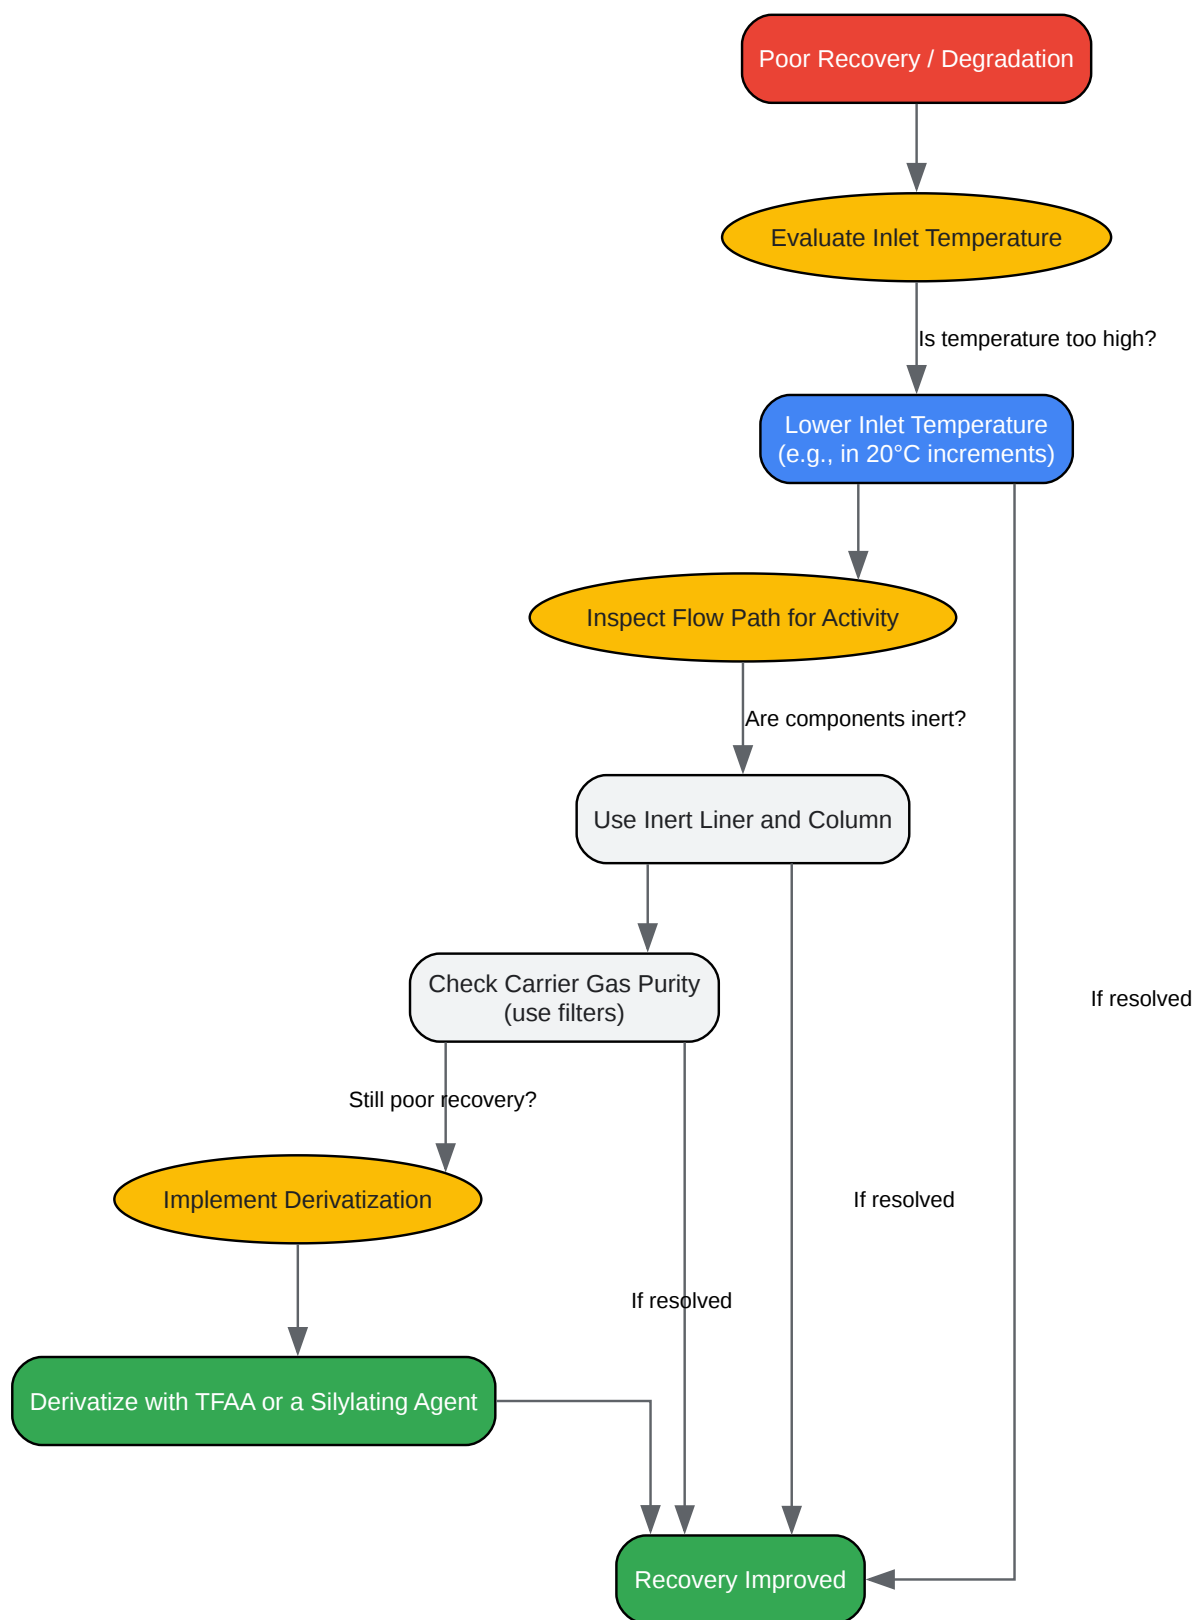 Poor Recovery / Degradation
Evaluate Inlet Temperature
Is temperature too high?
Lower Inlet Temperature
(e.g., in 20°C increments)
Inspect Flow Path for Activity
Are components inert?
Use Inert Liner and Column
Check Carrier Gas Purity
(use filters)
If resolved
Still poor recovery?
Implement Derivatization
If resolved
If resolved
Derivatize with TFAA or a Silylating Agent
Recovery Improved